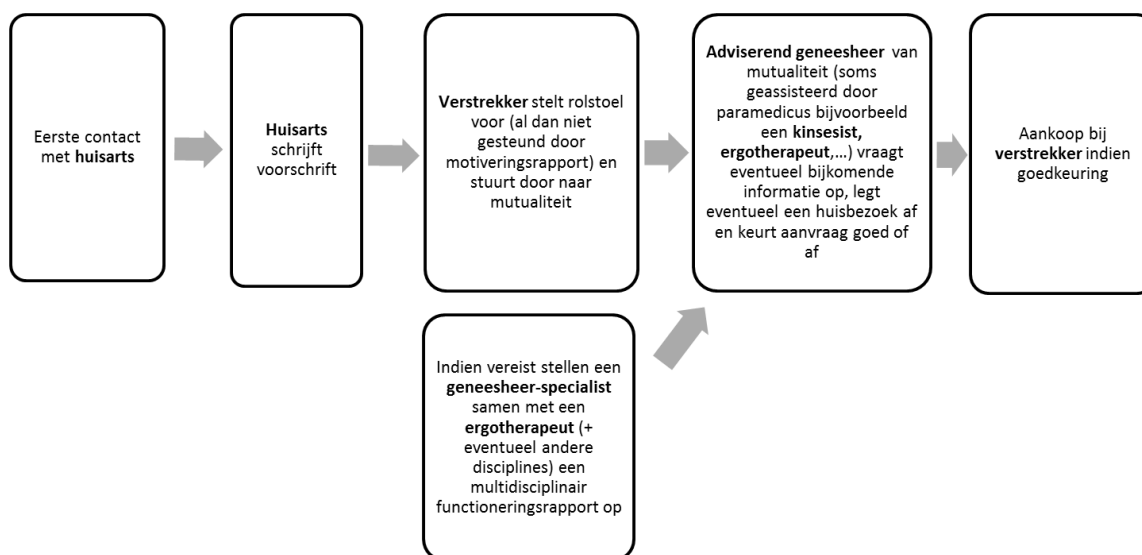 Eerste contact
met huisarts
Huisarts
schrijft
voorschrift
Verstrekker stelt rolstoel
voor (al dan niet
gesteund door
motiveringsrapport) en
stuurt door naar
mutualiteit
Adviserend geneesheer van
mutualiteit (soms
geassisteerd door
paramedicus bijvoorbeeld
een kinsesist,
ergotherapeut,...) vraagt
eventueel bijkomende
informatie op, legt
eventueel een huisbezoek af
en keurt aanvraag goed of
af
Aankoop bij
verstrekker indien
goedkeuring
Indien vereist stellen een
geneesheer-specialist
samen met een
ergotherapeut (+
eventueel andere
disciplines) een
multidisciplinair
functioneringsrapport op